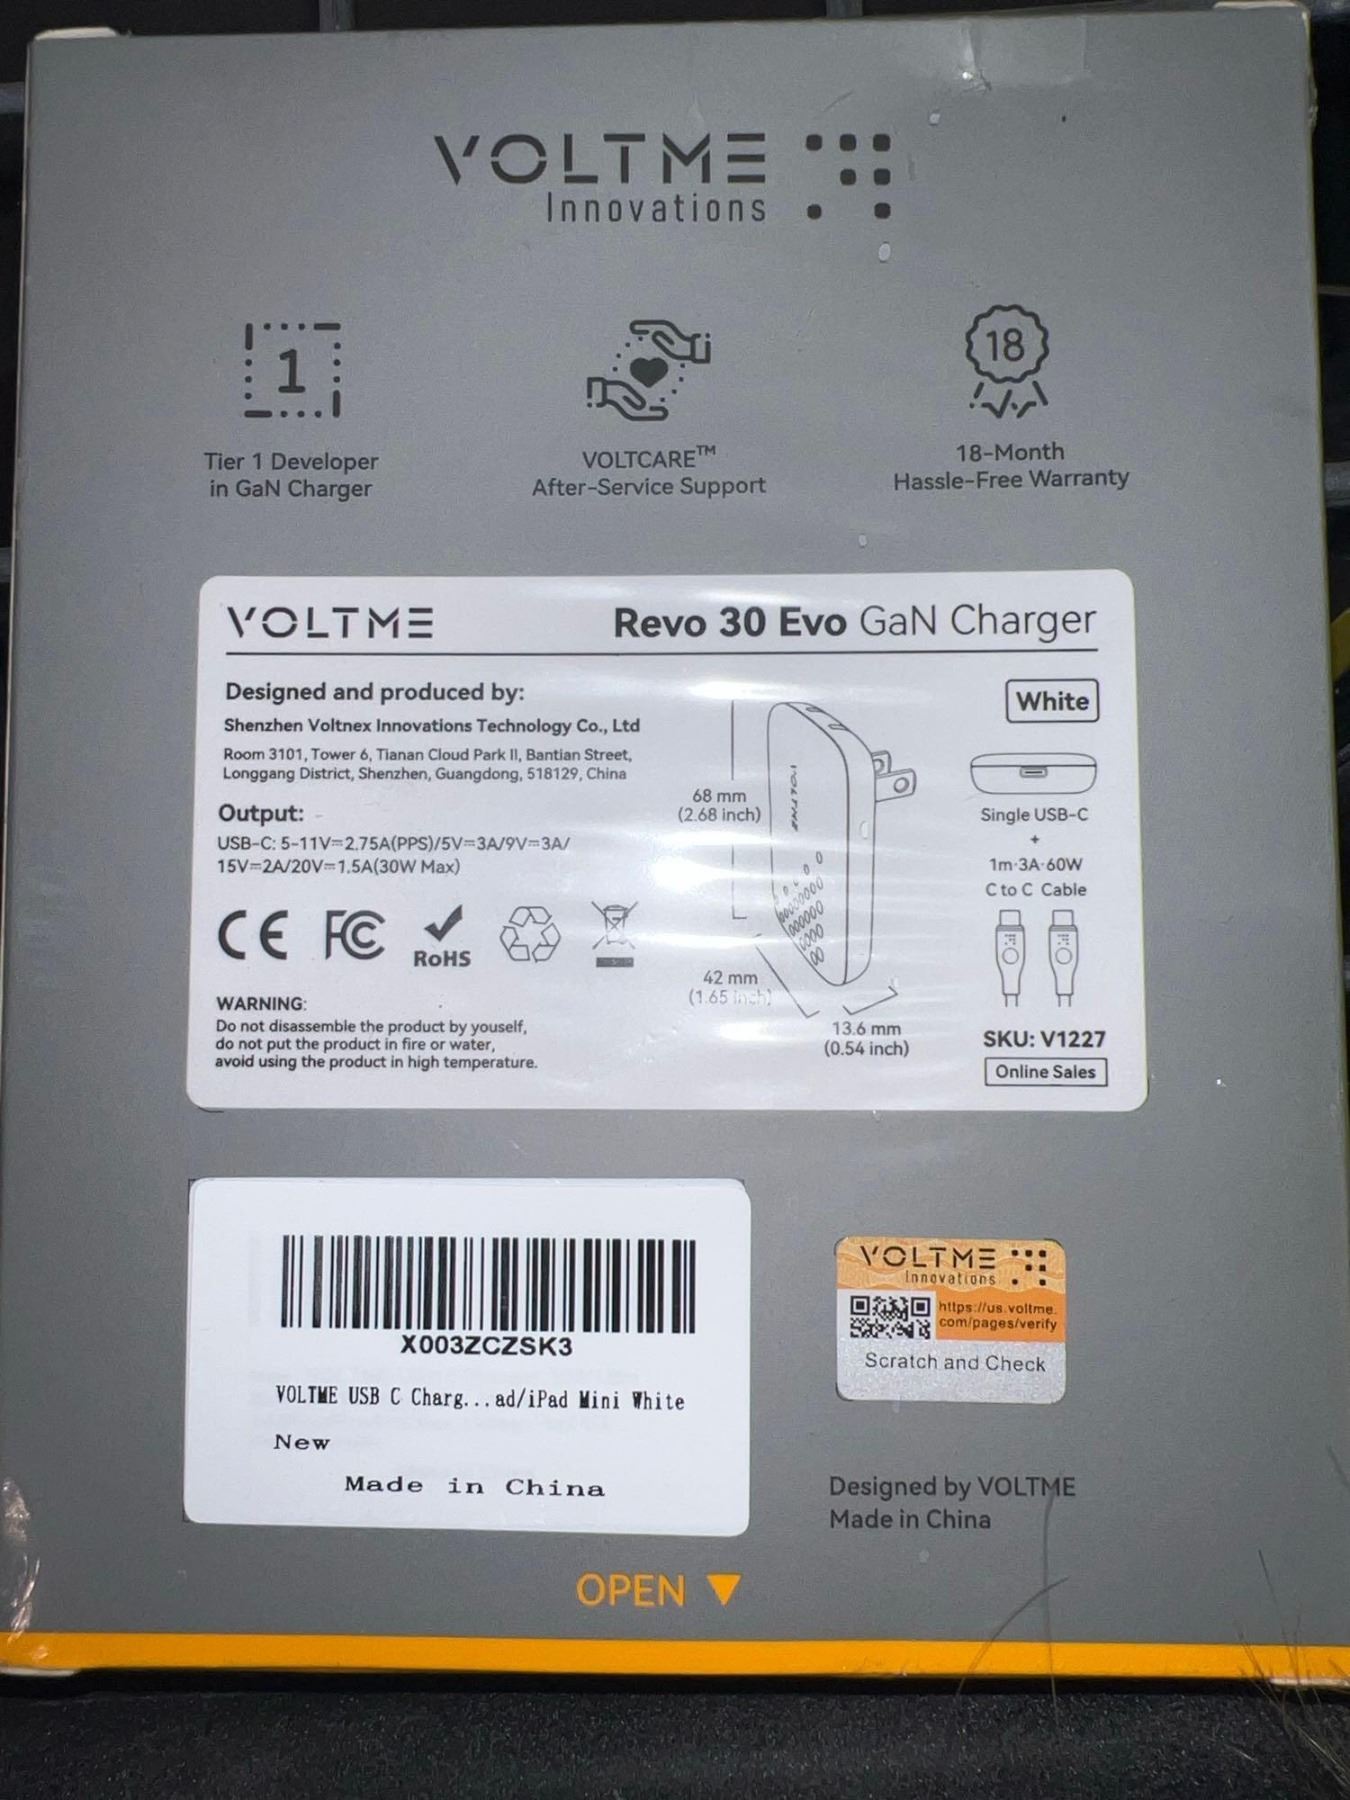 VOLTME
Innovations
1
Tier 1 Developer
in GaN Charger
VOLTCARE™
After-Service Support
18
18-Month
Hassle-Free Warranty
VOLTME
Revo 30 Evo GaN Charger
Designed and produced by:
Shenzhen Voltnex Innovations Technology Co., Ltd
Room 3101, Tower 6, Tianan Cloud Park II, Bantian Street,
Longgang District, Shenzhen, Guangdong, 518129, China
Output:
USB-C: 5-11V⎓2.75A(PPS)/5V⎓3A/9V⎓3A/
15V⎓2A/20V⎓1.5A(30W Max)
CE FC RoHS
WARNING:
Do not disassemble the product by youself,
do not put the product in fire or water,
avoid using the product in high temperature.
VOLTME
68 mm
(2.68 inch)
42 mm
(1.65 inch)
13.6 mm
(0.54 inch)
White
Single USB-C
+
1m·3A·60W
C to C Cable
SKU: V1227
Online Sales
X003ZCZSK3
VOLTME USB C Charg...ad/iPad Mini White
New
Made in China
VOLTME
Innovations
https://us.voltme.
com/pages/verify
Scratch and Check
Designed by VOLTME
Made in China
OPEN